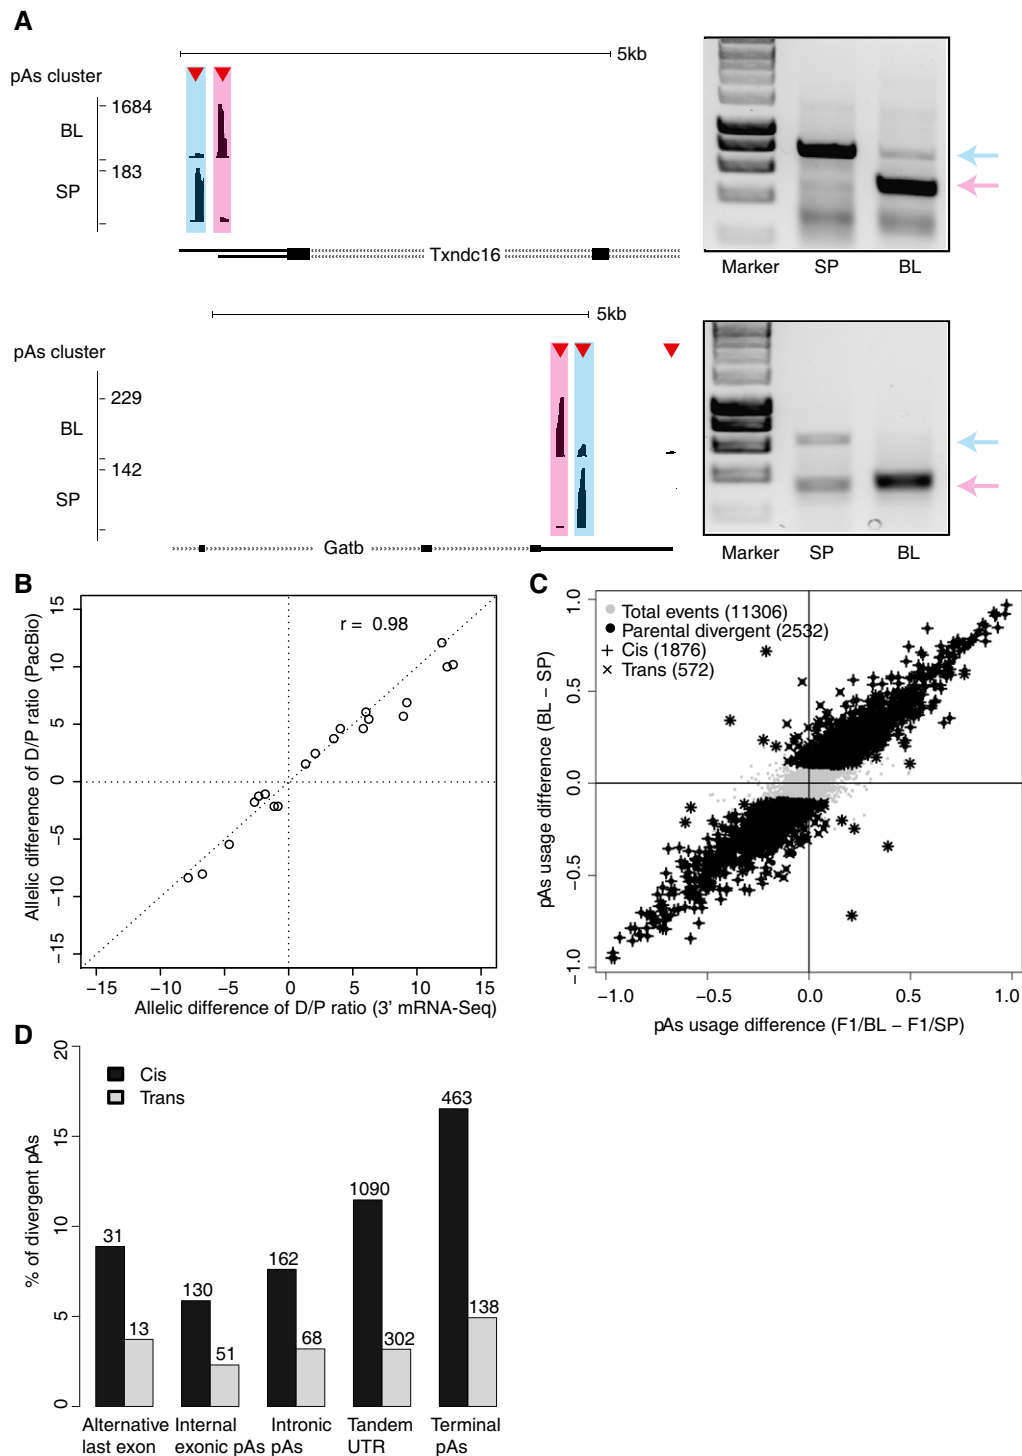 A
5kb
pAs cluster
1684
BL
183
SP
Txndc16
Marker SP BL
5kb
pAs cluster
229
BL
142
SP
Gatb
Marker SP BL
B
15
10
5
0
−5
−10
−15
r = 0.98
−15 −10 −5 0 5 10 15
Allelic difference of D/P ratio (PacBio)
Allelic difference of D/P ratio (3' mRNA-Seq)
C
1.0
0.5
0.0
−0.5
−1.0
Total events (11306)
Parental divergent (2532)
Cis (1876)
Trans (572)
−1.0 −0.5 0.0 0.5 1.0
pAs usage difference (BL − SP)
pAs usage difference (F1/BL − F1/SP)
D
20
15
10
5
0
% of divergent pAs
Cis
Trans
31
13
130
51
162
68
1090
302
463
138
Alternative last exon
Internal exonic pAs
Intronic pAs
Tandem UTR
Terminal pAs